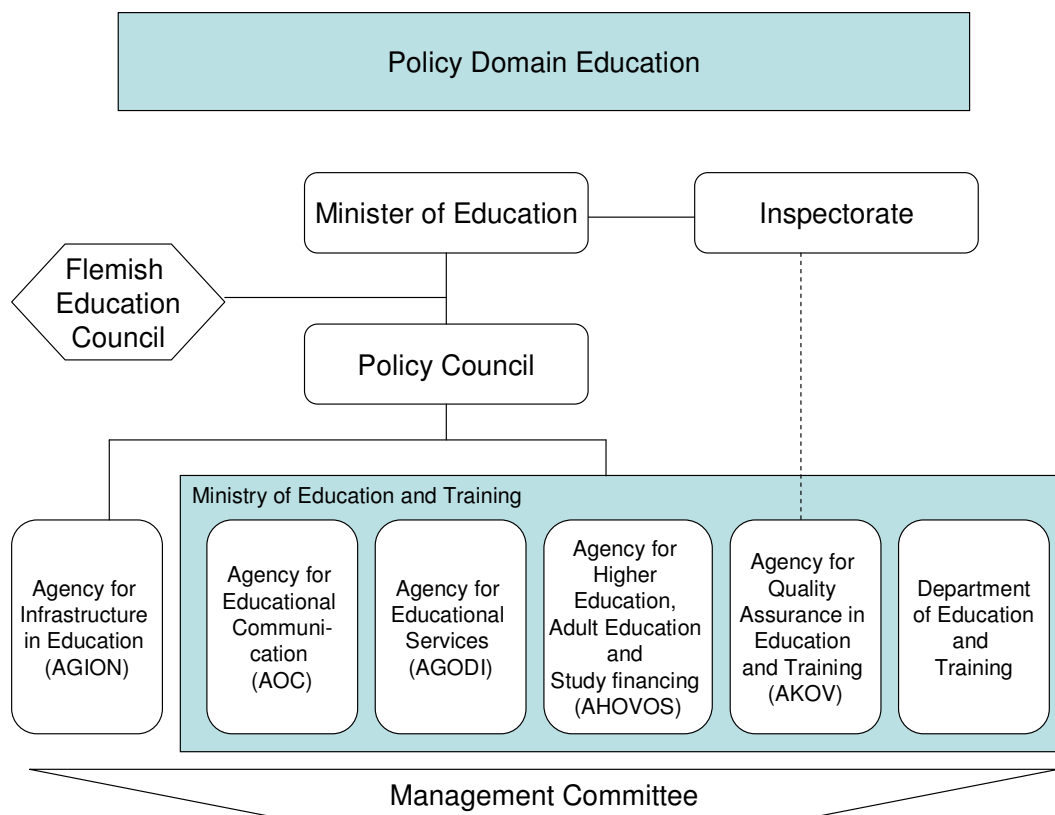 Policy Domain Education
Minister of Education
Inspectorate
Flemish
Education
Council
Policy Council
Ministry of Education and Training
Agency for
Infrastructure
in Education
(AGION)
Agency for
Educational
Communi-
cation
(AOC)
Agency for
Educational
Services
(AGODI)
Agency for
Higher
Education,
Adult Education
and
Study financing
(AHOVOS)
Agency for
Quality
Assurance in
Education
and Training
(AKOV)
Department
of Education
and
Training
Management Committee